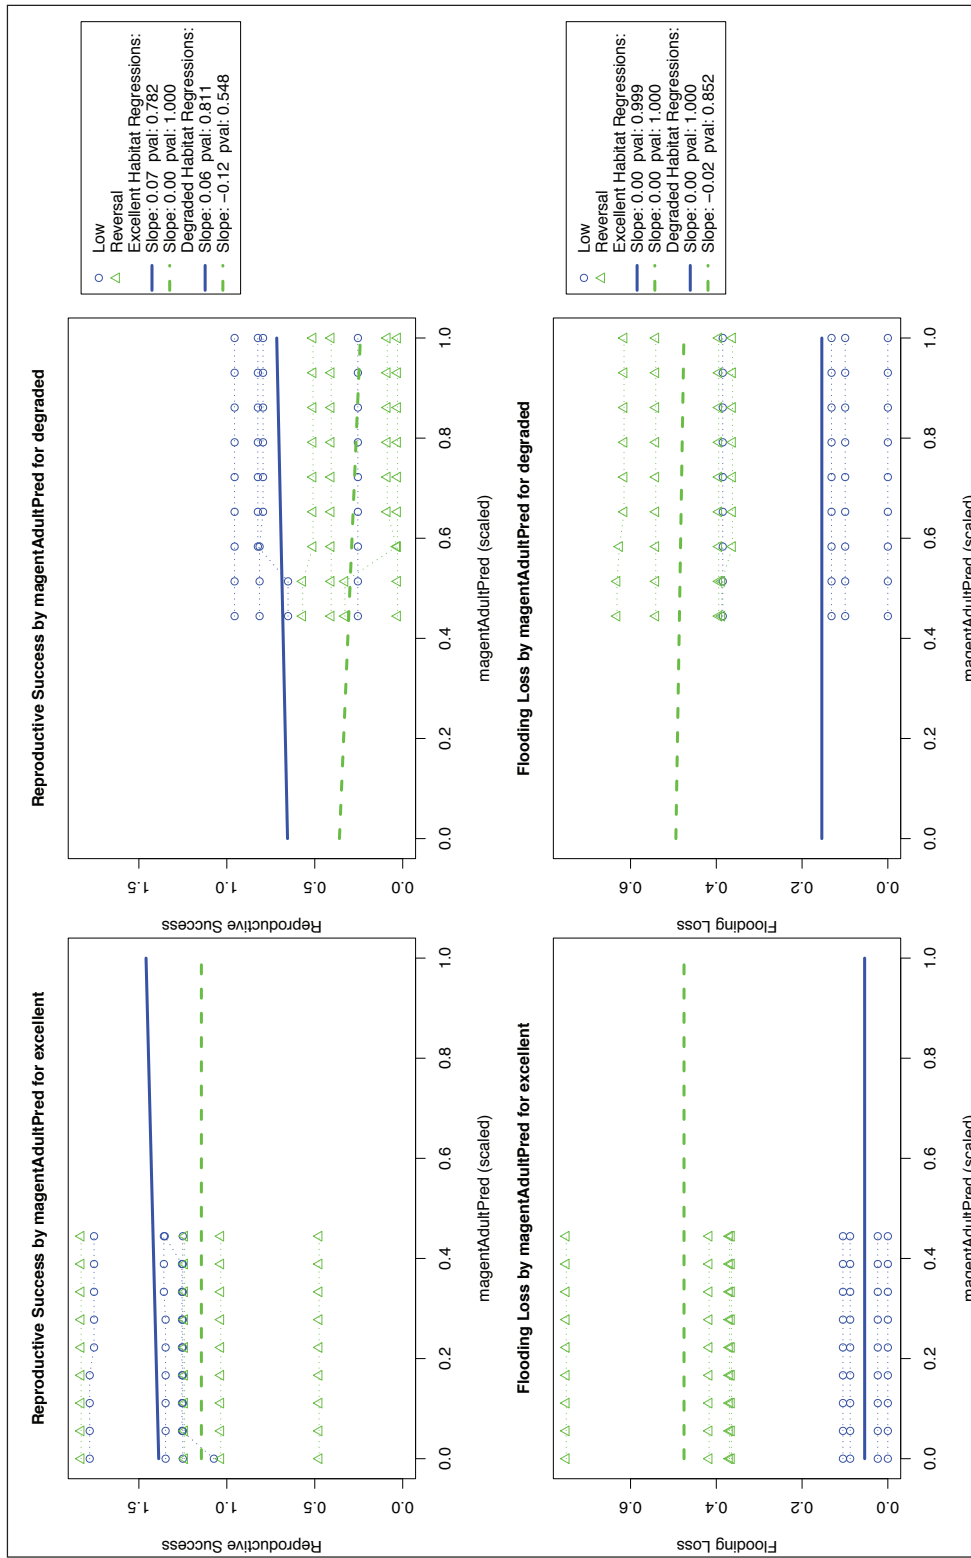 Reproductive Success by magentAdultPred for excellent
Reproductive Success
0.0 0.5 1.0 1.5
0.0 0.2 0.4 0.6 0.8 1.0
magentAdultPred (scaled)
Reproductive Success by magentAdultPred for degraded
Reproductive Success
0.0 0.5 1.0 1.5
0.0 0.2 0.4 0.6 0.8 1.0
magentAdultPred (scaled)
Low
Reversal
Excellent Habitat Regressions:
Slope: 0.07 pval: 0.782
Slope: 0.00 pval: 1.000
Degraded Habitat Regressions:
Slope: 0.06 pval: 0.811
Slope: −0.12 pval: 0.548
Flooding Loss by magentAdultPred for excellent
Flooding Loss
0.0 0.2 0.4 0.6
0.0 0.2 0.4 0.6 0.8 1.0
magentAdultPred (scaled)
Flooding Loss by magentAdultPred for degraded
Flooding Loss
0.0 0.2 0.4 0.6
0.0 0.2 0.4 0.6 0.8 1.0
magentAdultPred (scaled)
Low
Reversal
Excellent Habitat Regressions:
Slope: 0.00 pval: 0.999
Slope: 0.00 pval: 1.000
Degraded Habitat Regressions:
Slope: 0.00 pval: 1.000
Slope: −0.02 pval: 0.852